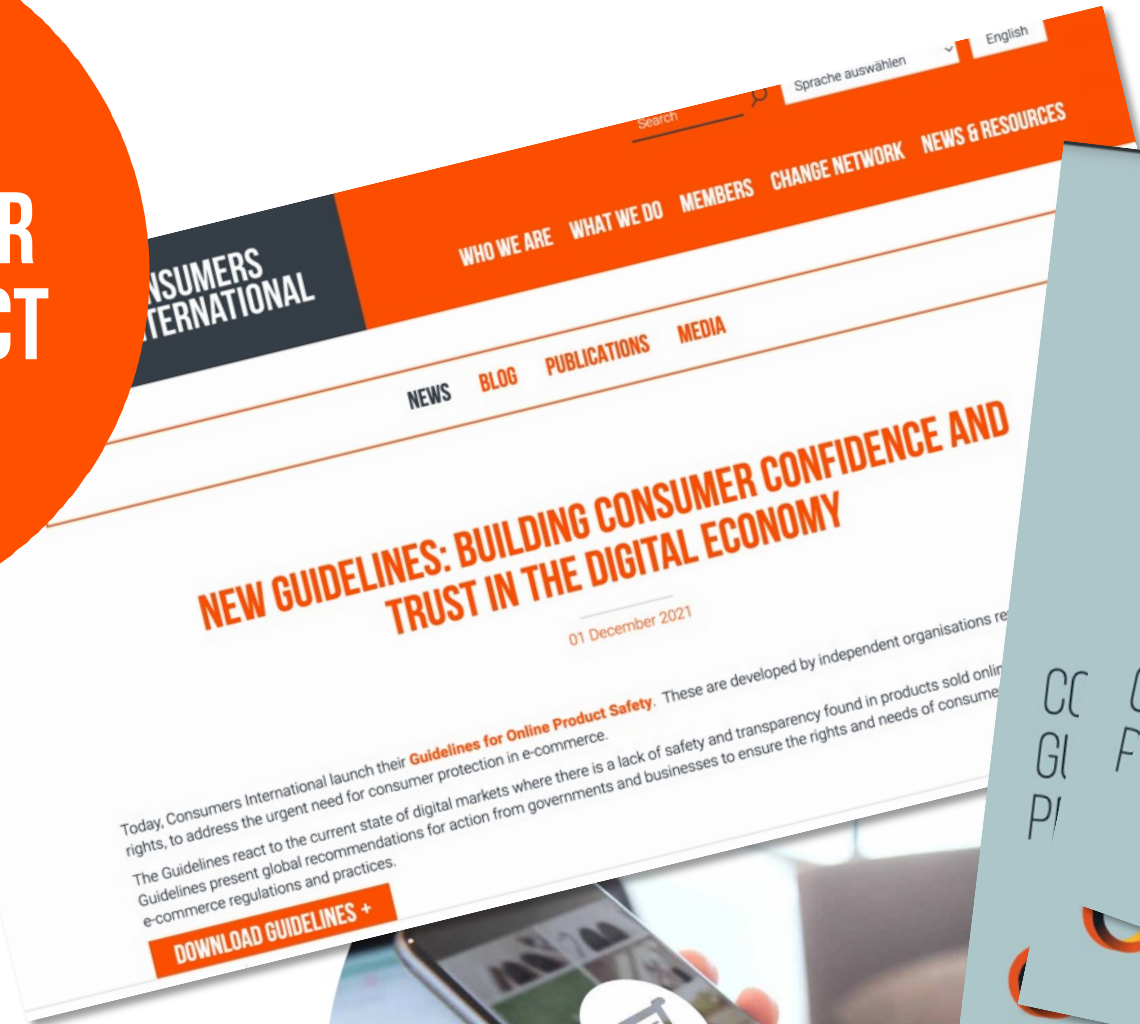 R
CT
Search
Sprache auswählen
English
NSUMERS
TERNATIONAL
WHO WE ARE WHAT WE DO MEMBERS CHANGE NETWORK NEWS & RESOURCES
NEWS BLOG PUBLICATIONS MEDIA
NEW GUIDELINES: BUILDING CONSUMER CONFIDENCE AND
TRUST IN THE DIGITAL ECONOMY
01 December 2021
Today, Consumers International launch their Guidelines for Online Product Safety. These are developed by independent organisations re
rights, to address the urgent need for consumer protection in e-commerce.
The Guidelines react to the current state of digital markets where there is a lack of safety and transparency found in products sold onlin
Guidelines present global recommendations for action from governments and businesses to ensure the rights and needs of consume
e-commerce regulations and practices.
DOWNLOAD GUIDELINES +
CO
GU
P